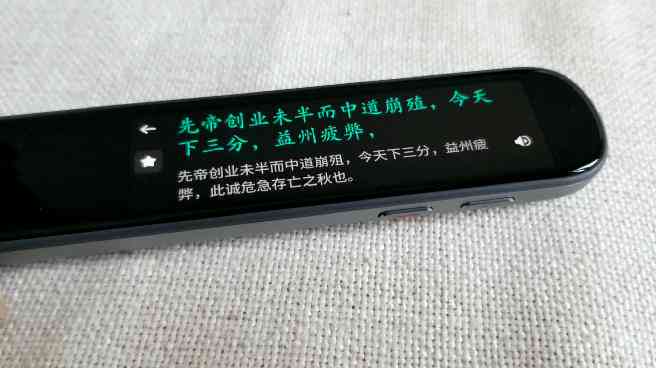 先帝创业未半而中道崩殖，今天
下三分，益州疲弊，
先帝创业未半而中道崩殂，今天下三分，益州疲
弊，此诚危急存亡之秋也。